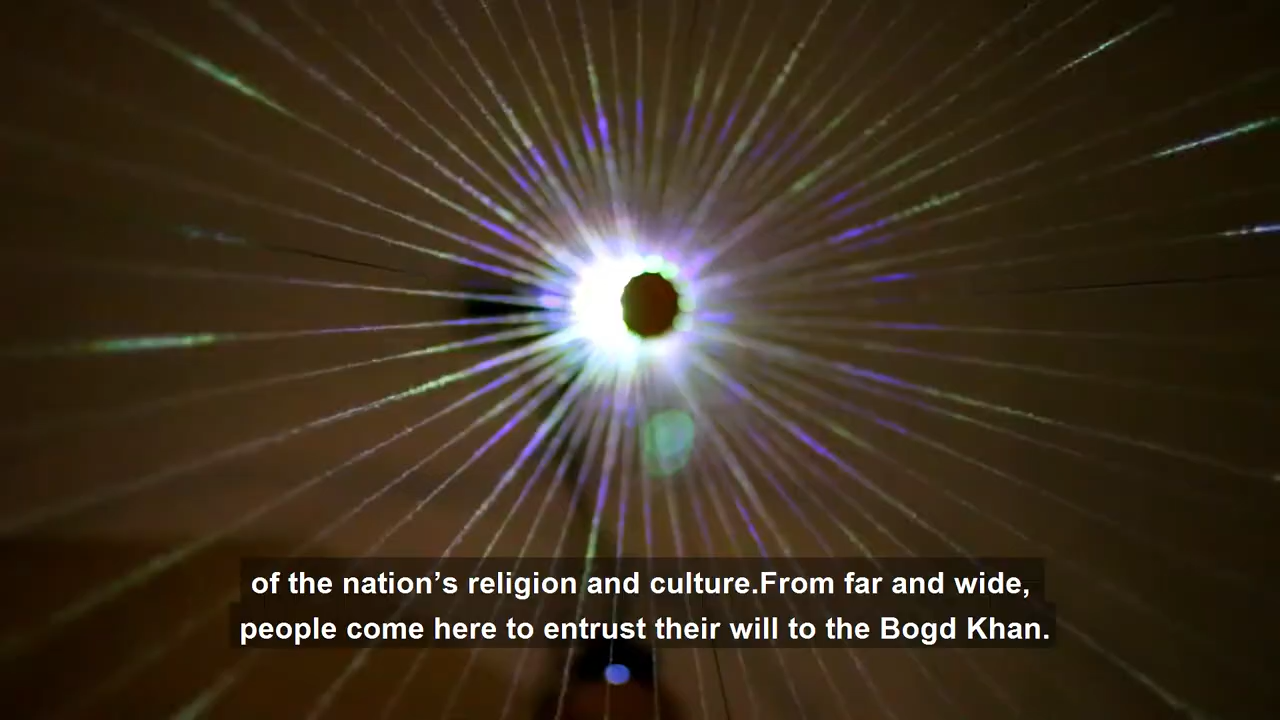 of the nation’s religion and culture.From far and wide,
people come here to entrust their will to the Bogd Khan.